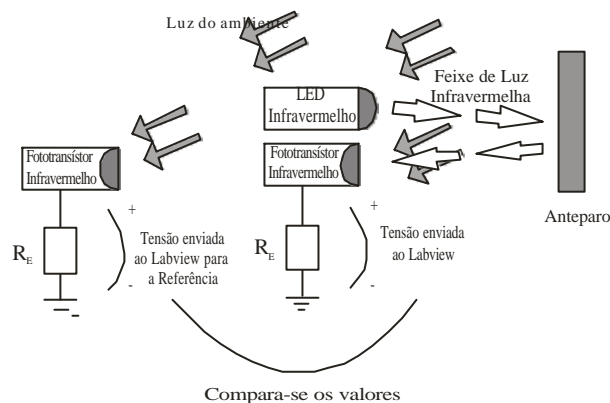 Luz do ambiente
LED
Infravermelho
Feixe de Luz
Infravermelha
Fototransístor
Infravermelho
Fototransístor
Infravermelho
Anteparo
+
R_E
Tensão enviada
ao Labview para
a Referência
-
+
R_E
Tensão enviada
ao Labview
-
Compara-se os valores